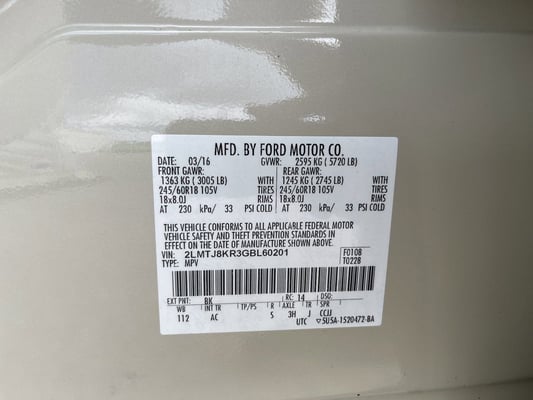 MFD. BY FORD MOTOR CO.
DATE: 03/16 GVWR: 2595 KG (5720 LB)
FRONT GAWR: REAR GAWR:
1363 KG (3005 LB) WITH 1245 KG (2745 LB) WITH
245/60R18 105V TIRES 245/60R18 105V TIRES
18x8.0J RIMS 18x8.0J RIMS
AT 230 kPa/ 33 PSI COLD AT 230 kPa/ 33 PSI COLD
THIS VEHICLE CONFORMS TO ALL APPLICABLE FEDERAL MOTOR
VEHICLE SAFETY AND THEFT PREVENTION STANDARDS IN
EFFECT ON THE DATE OF MANUFACTURE SHOWN ABOVE.
VIN: 2LMTJ8KR3GBL60201 F0108
TYPE: MPV T0228
EXT PNT: BK RC: 14 DSO:
WB INT TR TP/PS R AXLE TR SPR
112 AC 5 3H J CCJJ
UTC ▽5U5A-1520472-BA